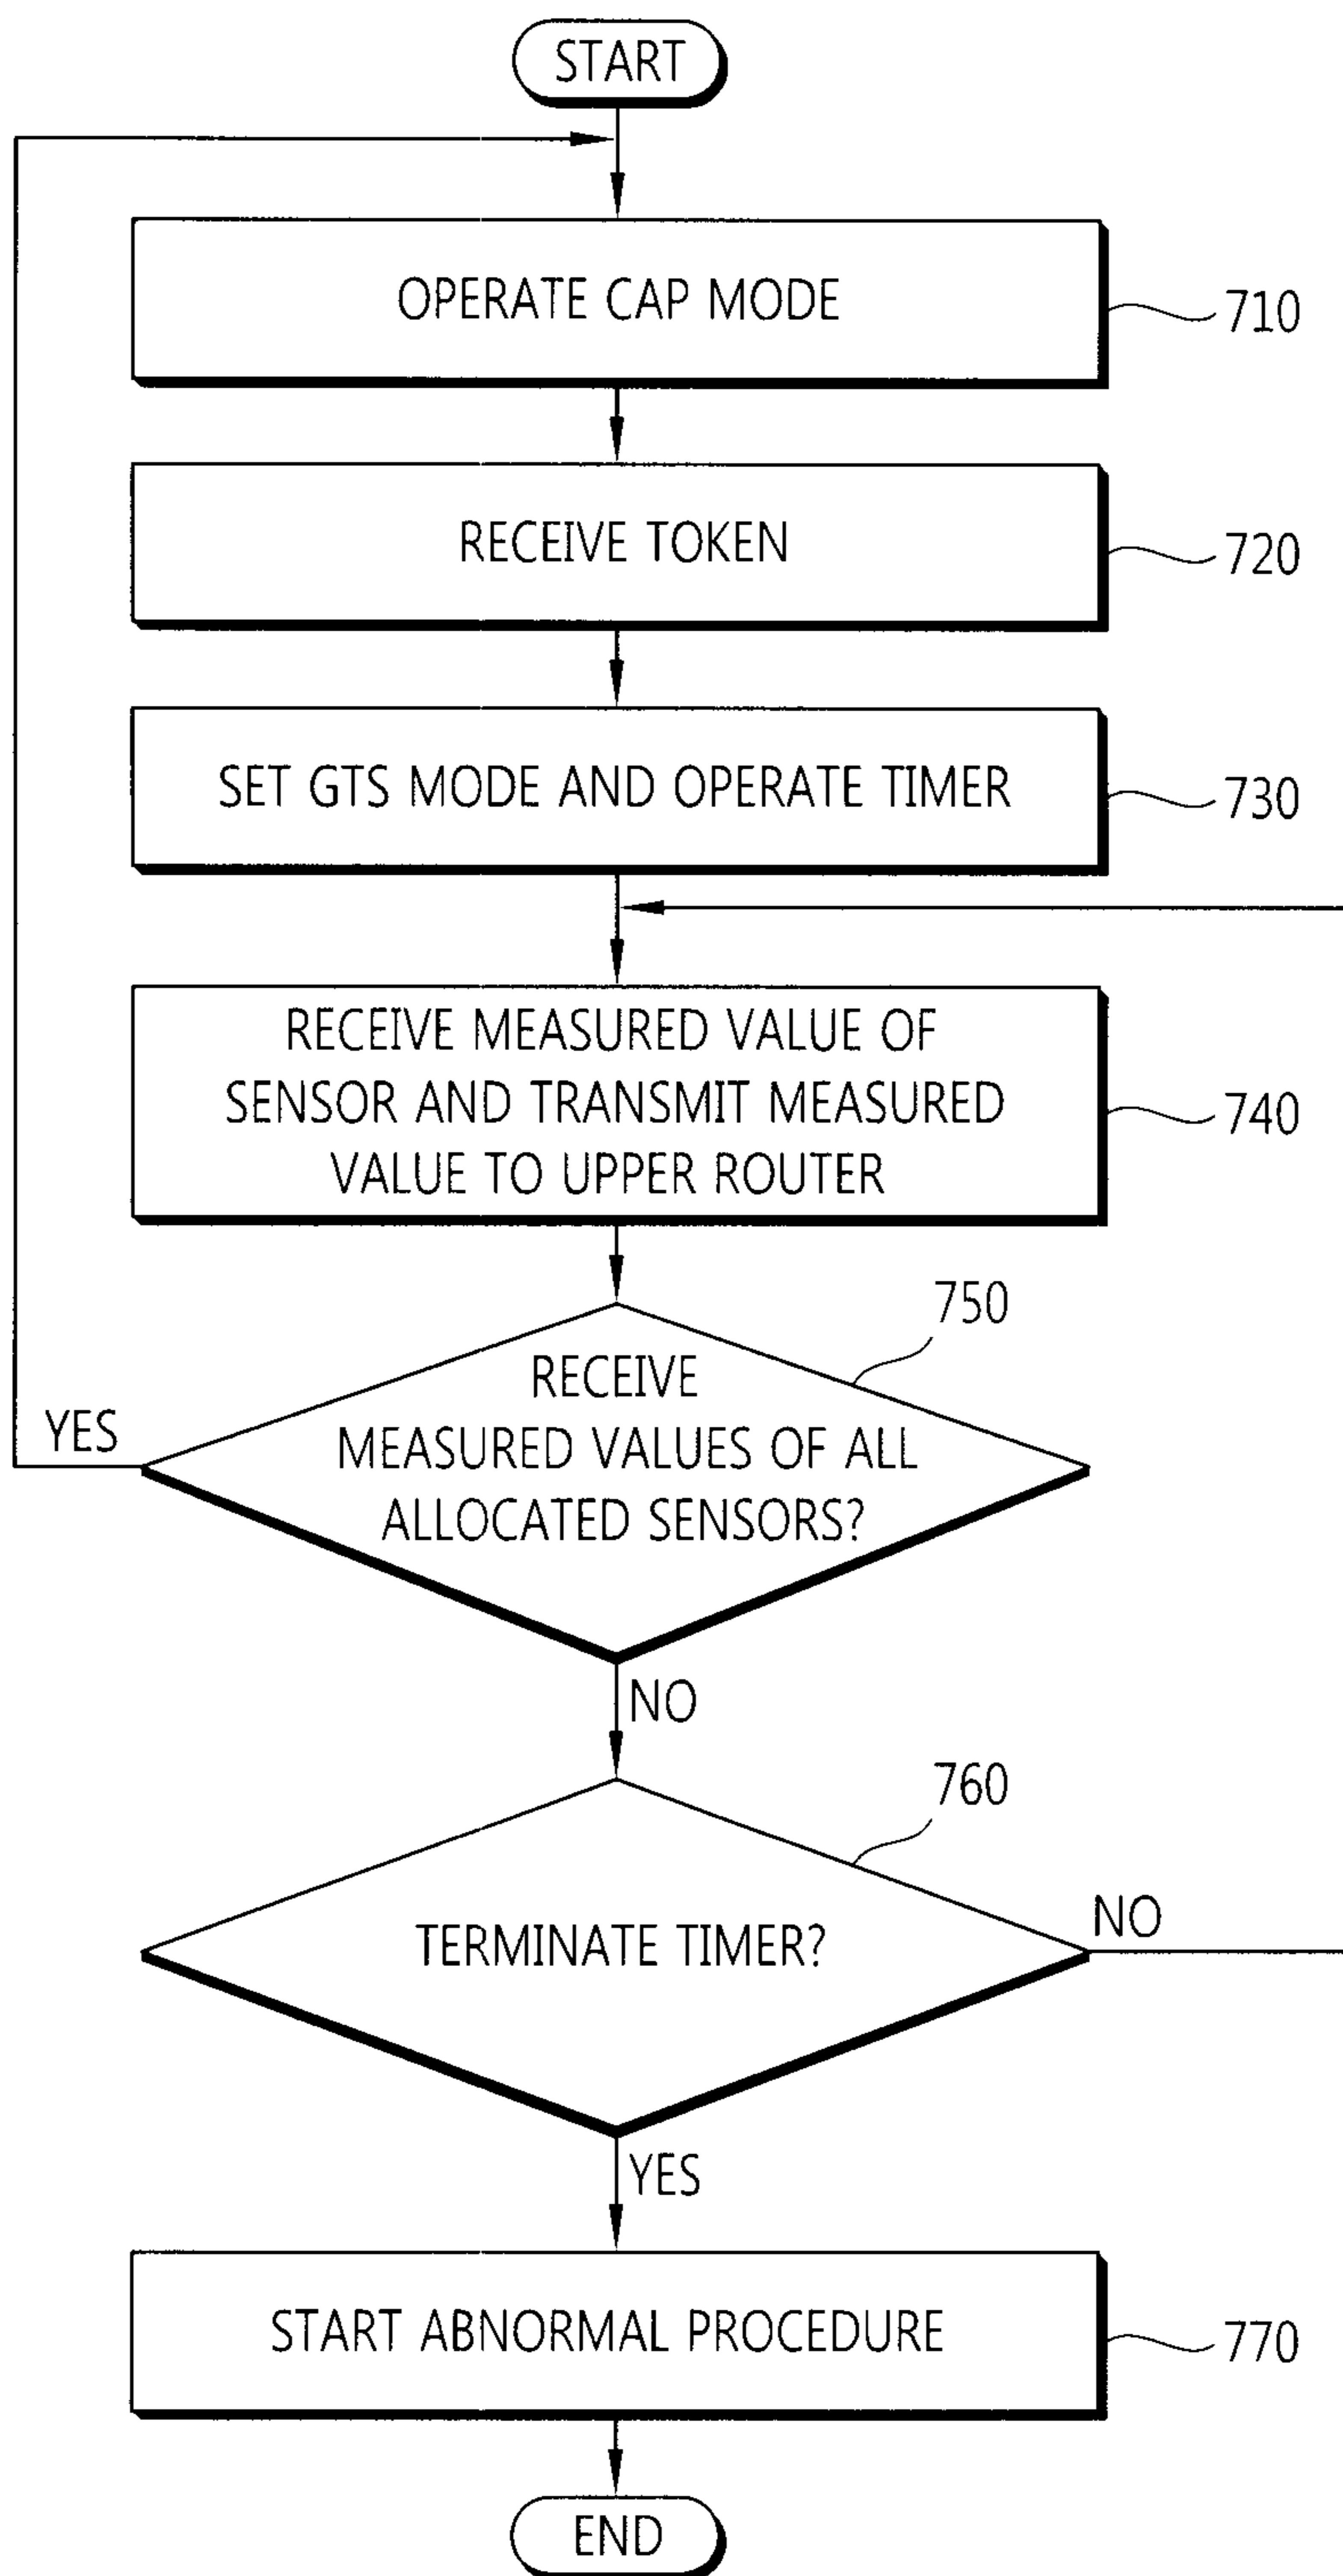 START
OPERATE CAP MODE
710
RECEIVE TOKEN
720
SET GTS MODE AND OPERATE TIMER
730
RECEIVE MEASURED VALUE OF
SENSOR AND TRANSMIT MEASURED
VALUE TO UPPER ROUTER
740
750
RECEIVE
MEASURED VALUES OF ALL
ALLOCATED SENSORS?
YES
NO
760
TERMINATE TIMER?
NO
YES
START ABNORMAL PROCEDURE
770
END